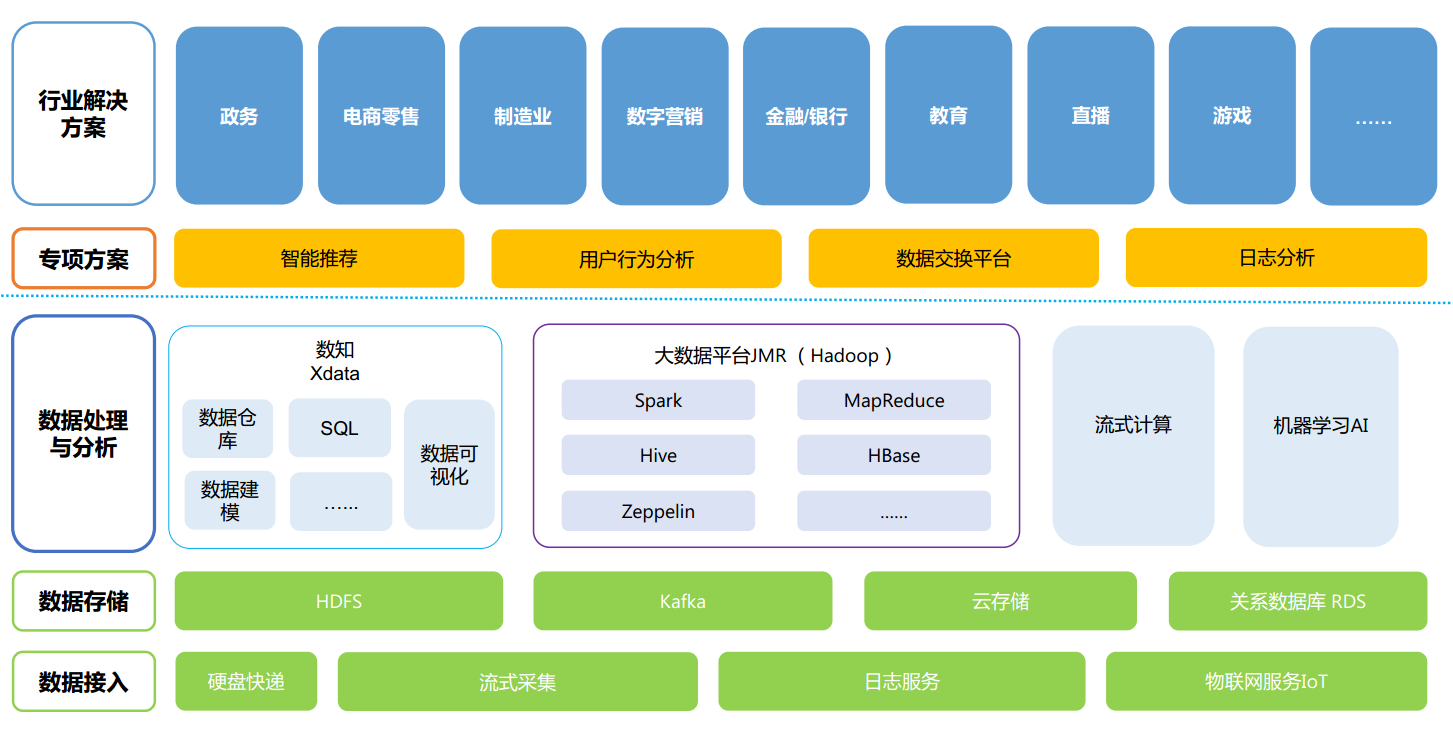 行业解决
方案
政务
电商零售
制造业
数字营销
金融/银行
教育
直播
游戏
……
专项方案
智能推荐
用户行为分析
数据交换平台
日志分析
数据处理
与分析
数知
Xdata
数据仓
库
SQL
数据可
视化
数据建
模
…...
大数据平台JMR（Hadoop）
Spark
MapReduce
Hive
HBase
Zeppelin
……
流式计算
机器学习AI
数据存储
HDFS
Kafka
云存储
关系数据库 RDS
数据接入
硬盘快递
流式采集
日志服务
物联网服务IoT